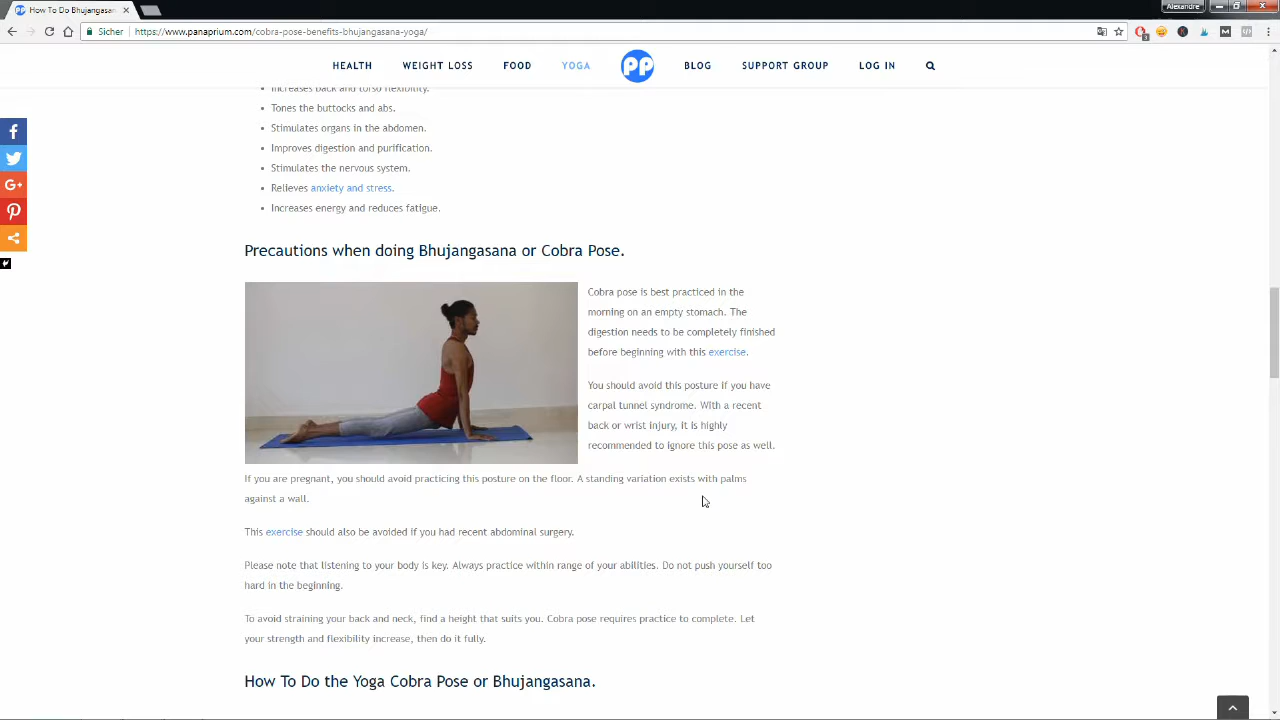 How To Do Bhujangasan
Alexandre
Sicher
https://www.panaprium.com/cobra-pose-benefits-bhujangasana-yoga/
HEALTH WEIGHT LOSS FOOD YOGA PP BLOG SUPPORT GROUP LOG IN
Increases back and torso flexibility.
Tones the buttocks and abs.
Stimulates organs in the abdomen.
Improves digestion and purification.
Stimulates the nervous system.
Relieves anxiety and stress.
Increases energy and reduces fatigue.
Precautions when doing Bhujangasana or Cobra Pose.
Cobra pose is best practiced in the
morning on an empty stomach. The
digestion needs to be completely finished
before beginning with this exercise.
You should avoid this posture if you have
carpal tunnel syndrome. With a recent
back or wrist injury, it is highly
recommended to ignore this pose as well.
If you are pregnant, you should avoid practicing this posture on the floor. A standing variation exists with palms
against a wall.
This exercise should also be avoided if you had recent abdominal surgery.
Please note that listening to your body is key. Always practice within range of your abilities. Do not push yourself too
hard in the beginning.
To avoid straining your back and neck, find a height that suits you. Cobra pose requires practice to complete. Let
your strength and flexibility increase, then do it fully.
How To Do the Yoga Cobra Pose or Bhujangasana.